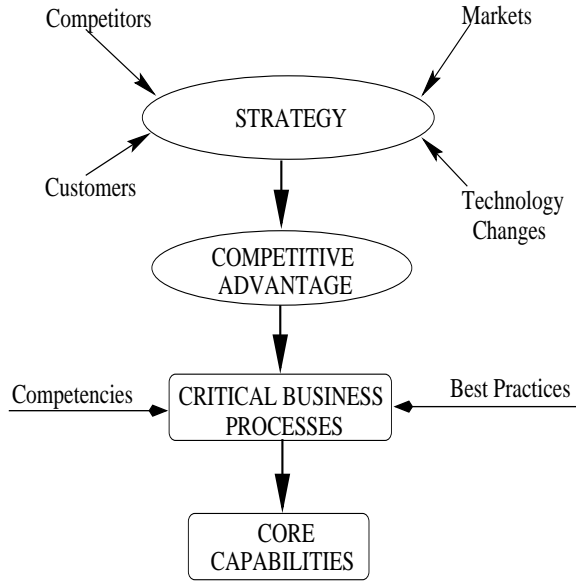 Competitors
Markets
STRATEGY
Customers
Technology
Changes
COMPETITIVE
ADVANTAGE
Competencies
CRITICAL BUSINESS
PROCESSES
Best Practices
CORE
CAPABILITIES